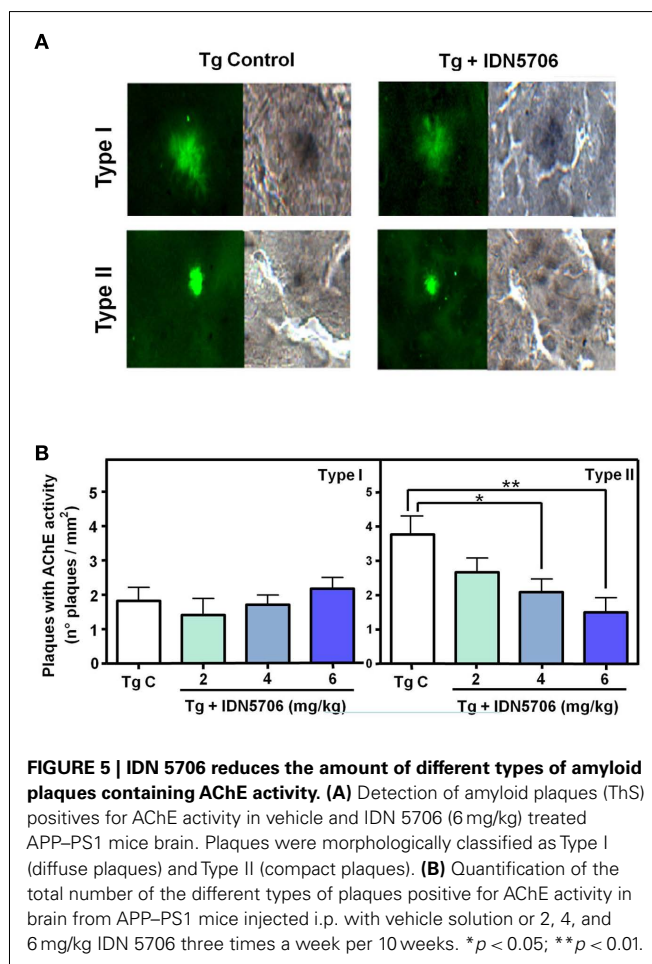 A
Tg Control
Tg + IDN5706
Type I
Type II
B
Plaques with AChE activity
(n° plaques / mm²)
Type I
Type II
**
*
5
4
3
2
1
0
5
4
3
2
1
0
Tg C
2
4
6
Tg C
2
4
6
Tg + IDN5706 (mg/kg)
Tg + IDN5706 (mg/kg)
FIGURE 5 | IDN 5706 reduces the amount of different types of amyloid
plaques containing AChE activity. (A) Detection of amyloid plaques (ThS)
positives for AChE activity in vehicle and IDN 5706 (6 mg/kg) treated
APP–PS1 mice brain. Plaques were morphologically classified as Type I
(diffuse plaques) and Type II (compact plaques). (B) Quantification of the
total number of the different types of plaques positive for AChE activity in
brain from APP–PS1 mice injected i.p. with vehicle solution or 2, 4, and
6 mg/kg IDN 5706 three times a week per 10 weeks. *p < 0.05; **p < 0.01.